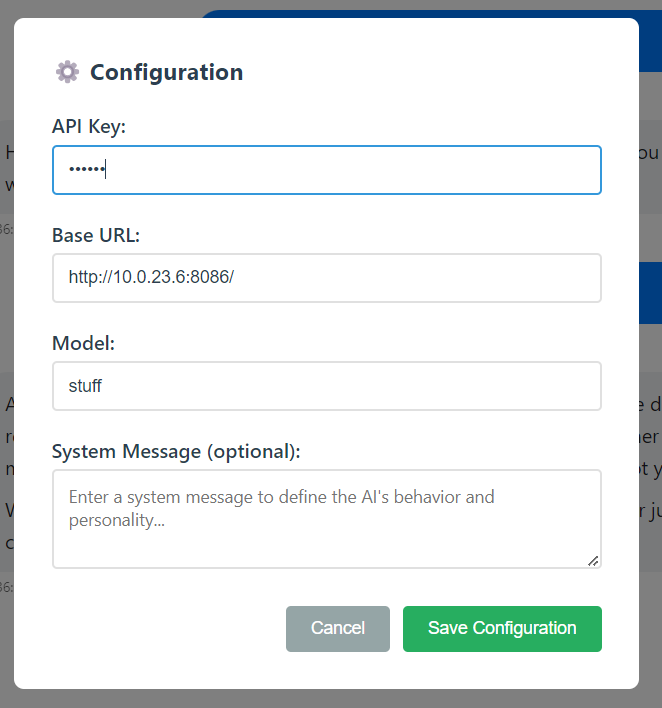 Configuration
API Key:
••••••
Base URL:
http://10.0.23.6:8086/
Model:
stuff
System Message (optional):
Enter a system message to define the AI's behavior and
personality...
Cancel
Save Configuration